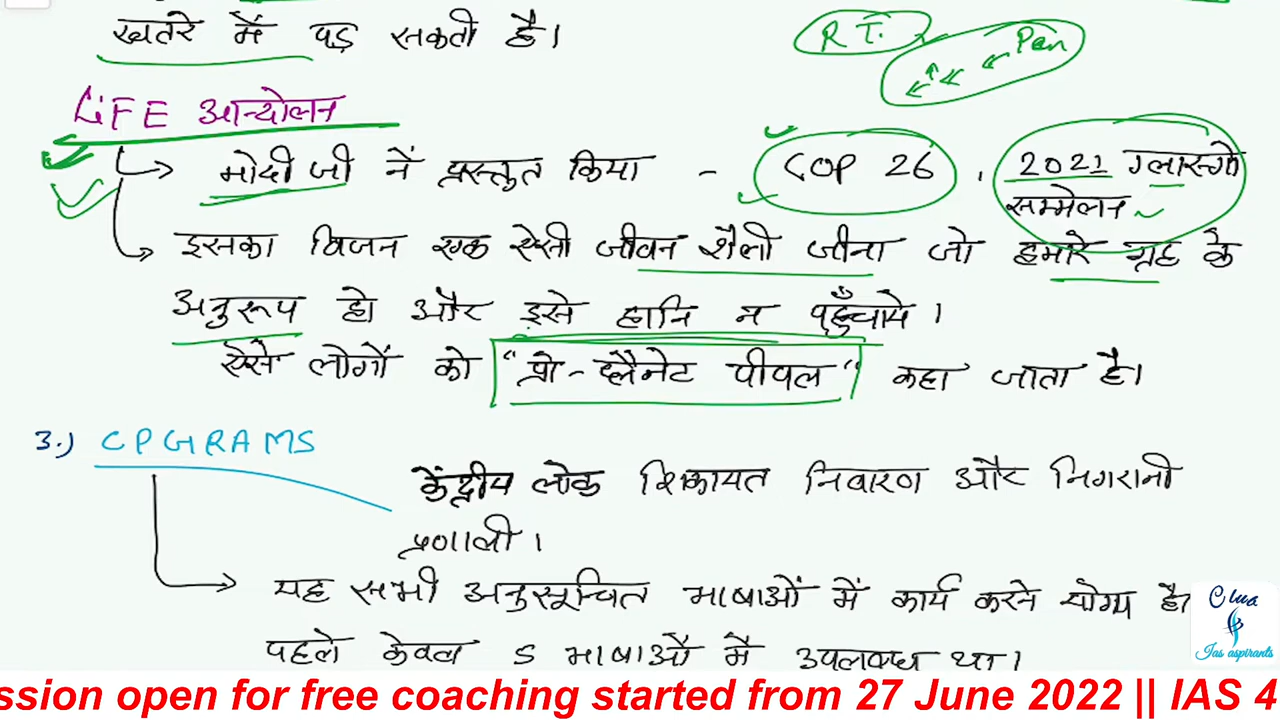 खतरे में पड़ सकती है।
R.T.
Pan
LiFE आन्दोलन
मोदी जी ने प्रस्तुत किया - COP 26 , 2021 ग्लास्गो
सम्मेलन
इसका विजन एक ऐसी जीवन शैली जीना जो हमारे ग्रह के
अनुरूप हो और इसे हानि न पहुँचाये ।
ऐसे लोगों को "प्रो-प्लैनेट पीपल" कहा जाता है।
3.) CPGRAMS
केंद्रीय लोक शिकायत निवारण और निगरानी
प्रणाली ।
यह सभी अनुसूचित भाषाओं में कार्य करने योग्य है
पहले केवल 5 भाषाओं में उपलब्ध था।
Clue
Ias aspirants
ssion open for free coaching started from 27 June 2022 || IAS 4